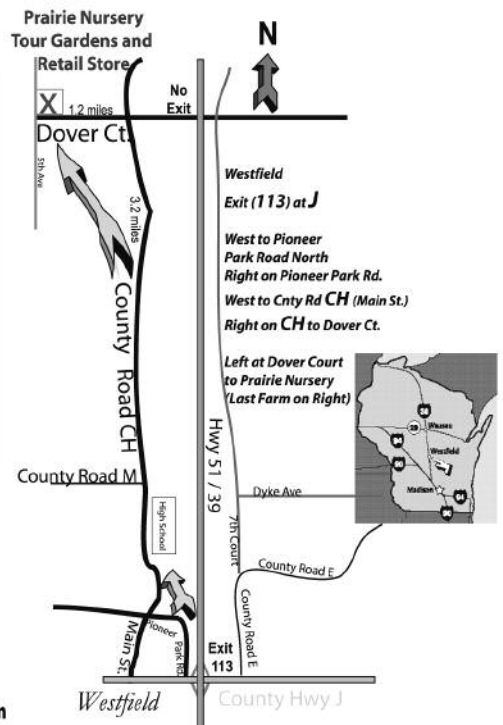 Prairie Nursery
Tour Gardens and
Retail Store
N
No
Exit
X
1.2 miles
Dover Ct.
5th Ave
3.2 miles
Westfield
Exit (113) at J
West to Pioneer
Park Road North
Right on Pioneer Park Rd.
West to Cnty Rd CH (Main St.)
Right on CH to Dover Ct.
Left at Dover Court
to Prairie Nursery
(Last Farm on Right)
County Road CH
Hwy 51 / 39
Wausau
Westfield
Madison
29
County Road M
High School
Dyke Ave
7th Court
County Road E
County Road E
Pioneer
Park Rd.
Main St.
Exit
113
Westfield
County Hwy J